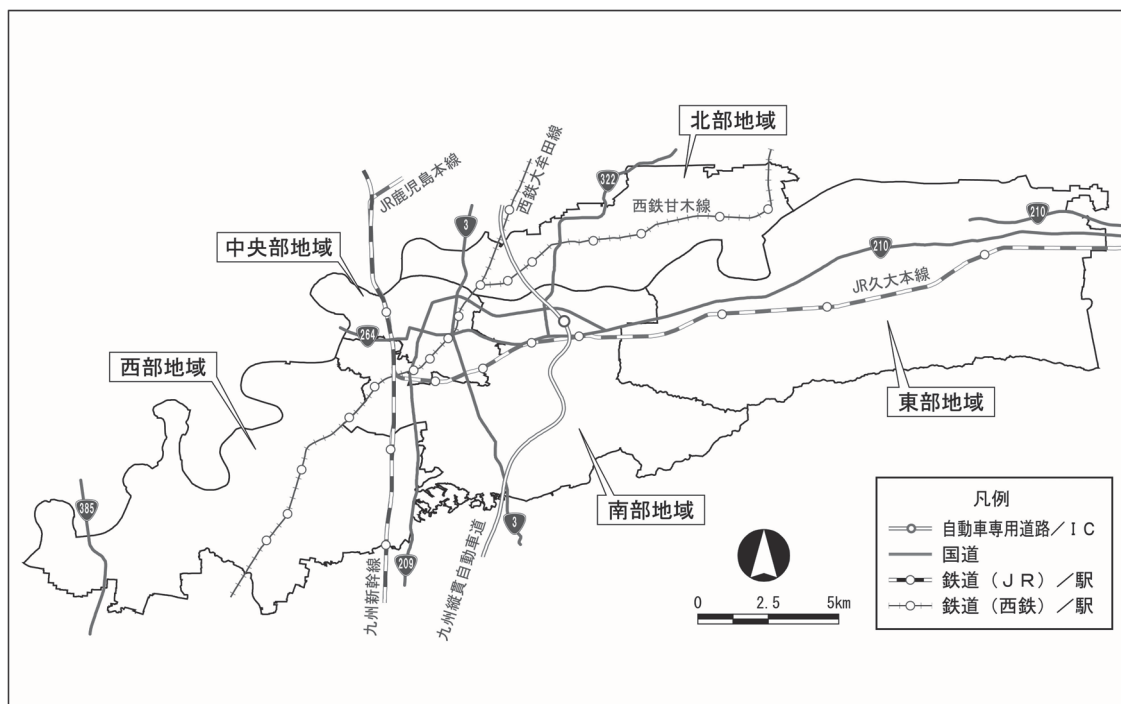 北部地域
JR鹿児島本線
西鉄大牟田線
322
西鉄甘木線
3
210
210
中央部地域
JR久大本線
264
西部地域
東部地域
385
南部地域
3
209
九州新幹線
九州縦貫自動車道
0 2.5 5km
凡例
自動車専用道路/IC
国道
鉄道(JR)/駅
鉄道(西鉄)/駅